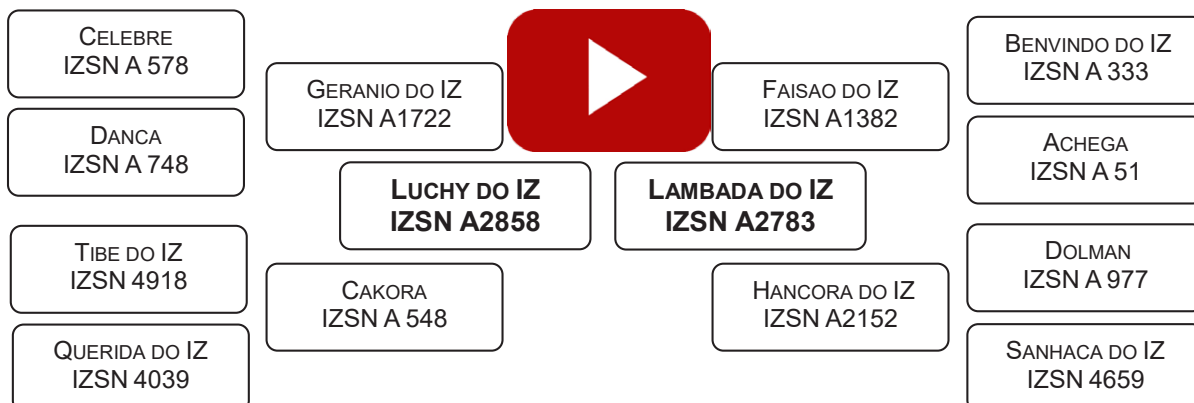 CELEBRE
IZSN A 578
DANCA
IZSN A 748
TIBE DO IZ
IZSN 4918
QUERIDA DO IZ
IZSN 4039
GERANIO DO IZ
IZSN A1722
CAKORA
IZSN A 548
LUCHY DO IZ
IZSN A2858
LAMBADA DO IZ
IZSN A2783
FAISAO DO IZ
IZSN A1382
HANCORA DO IZ
IZSN A2152
BENVINDO DO IZ
IZSN A 333
ACHEGA
IZSN A 51
DOLMAN
IZSN A 977
SANHACA DO IZ
IZSN 4659